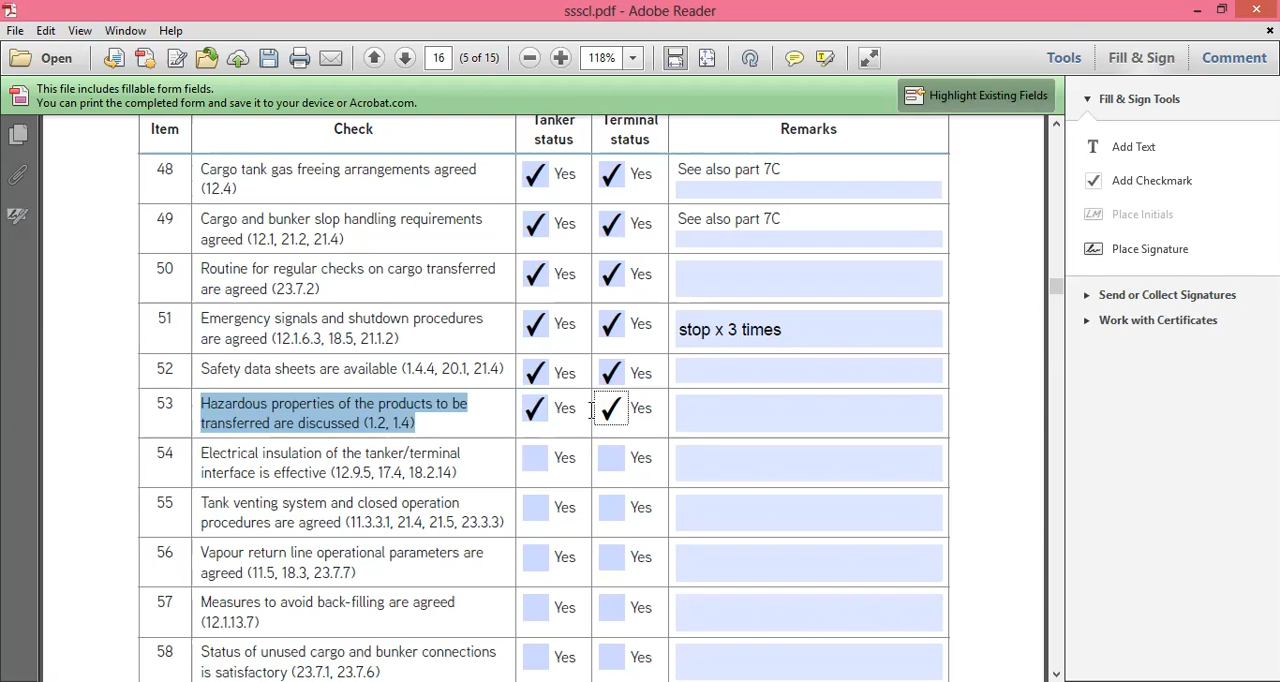 ssscl.pdf - Adobe Reader
File Edit View Window Help
Open 16 (5 of 15) 118% Tools Fill & Sign Comment
This file includes fillable form fields.
You can print the completed form and save it to your device or Acrobat.com.
Highlight Existing Fields
Fill & Sign Tools
Add Text
Add Checkmark
Place Initials
Place Signature
Send or Collect Signatures
Work with Certificates
Item Check Tanker status Terminal status Remarks
48 Cargo tank gas freeing arrangements agreed Yes Yes See also part 7C
(12.4)
49 Cargo and bunker slop handling requirements Yes Yes See also part 7C
agreed (12.1, 21.2, 21.4)
50 Routine for regular checks on cargo transferred Yes Yes
are agreed (23.7.2)
51 Emergency signals and shutdown procedures Yes Yes stop x 3 times
are agreed (12.1.6.3, 18.5, 21.1.2)
52 Safety data sheets are available (1.4.4, 20.1, 21.4) Yes Yes
53 Hazardous properties of the products to be Yes Yes
transferred are discussed (1.2, 1.4)
54 Electrical insulation of the tanker/terminal Yes Yes
interface is effective (12.9.5, 17.4, 18.2.14)
55 Tank venting system and closed operation Yes Yes
procedures are agreed (11.3.3.1, 21.4, 21.5, 23.3.3)
56 Vapour return line operational parameters are Yes Yes
agreed (11.5, 18.3, 23.7.7)
57 Measures to avoid back-filling are agreed Yes Yes
(12.1.13.7)
58 Status of unused cargo and bunker connections Yes Yes
is satisfactory (23.7.1, 23.7.6)